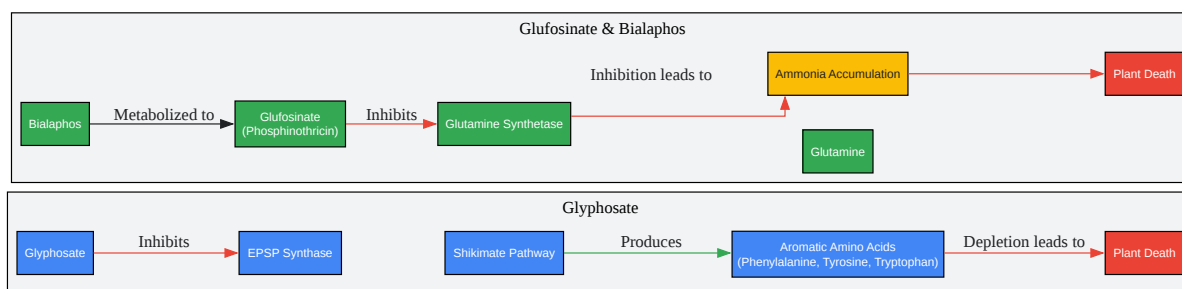 Glufosinate & Bialaphos
Inhibition leads to
Ammonia Accumulation
Plant Death
Bialaphos
Metabolized to
Glufosinate
(Phosphinothricin)
Inhibits
Glutamine Synthetase
Glutamine
Glyphosate
Glyphosate
Inhibits
EPSP Synthase
Shikimate Pathway
Produces
Aromatic Amino Acids
(Phenylalanine, Tyrosine, Tryptophan)
Depletion leads to
Plant Death